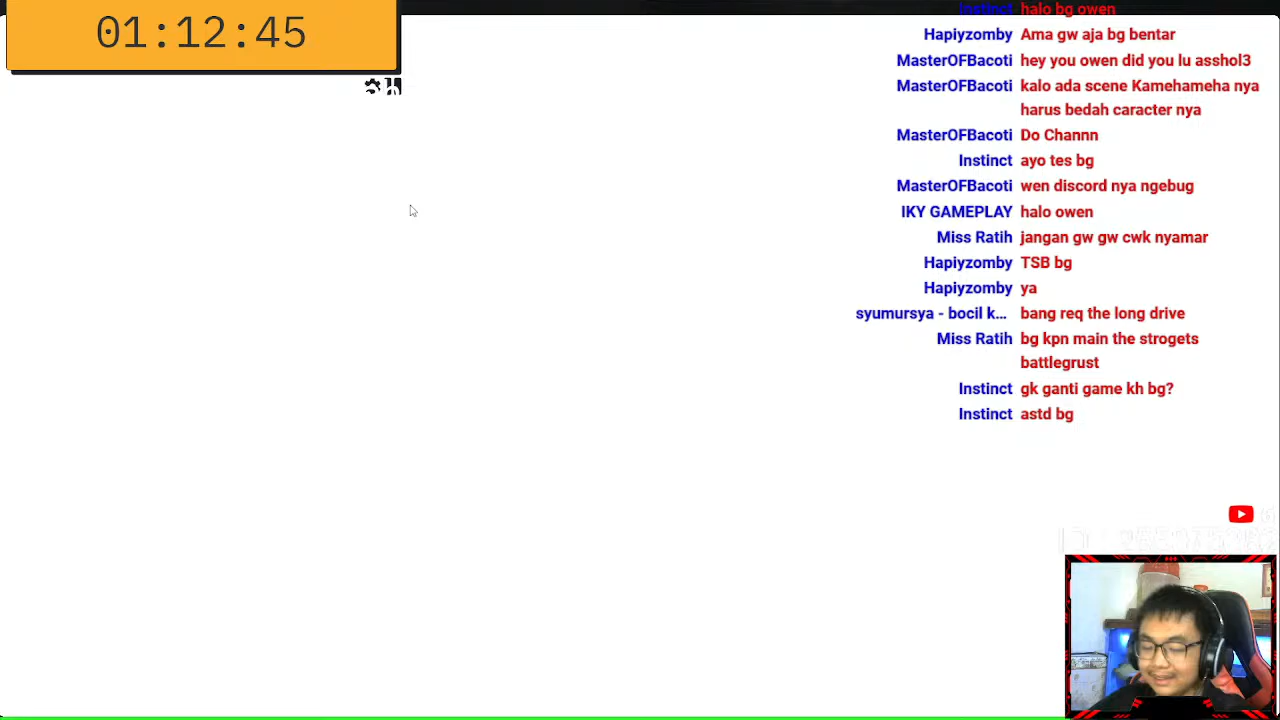 01:12:45
Instinct halo bg owen
Hapiyzomby Ama gw aja bg bentar
MasterOFBacoti hey you owen did you lu asshol3
MasterOFBacoti kalo ada scene Kamehameha nya
harus bedah caracter nya
MasterOFBacoti Do Channn
Instinct ayo tes bg
MasterOFBacoti wen discord nya ngebug
IKY GAMEPLAY halo owen
Miss Ratih jangan gw gw cwk nyamar
Hapiyzomby TSB bg
Hapiyzomby ya
syumursya - bocil k... bang req the long drive
Miss Ratih bg kpn main the strogets
battlegrust
Instinct gk ganti game kh bg?
Instinct astd bg